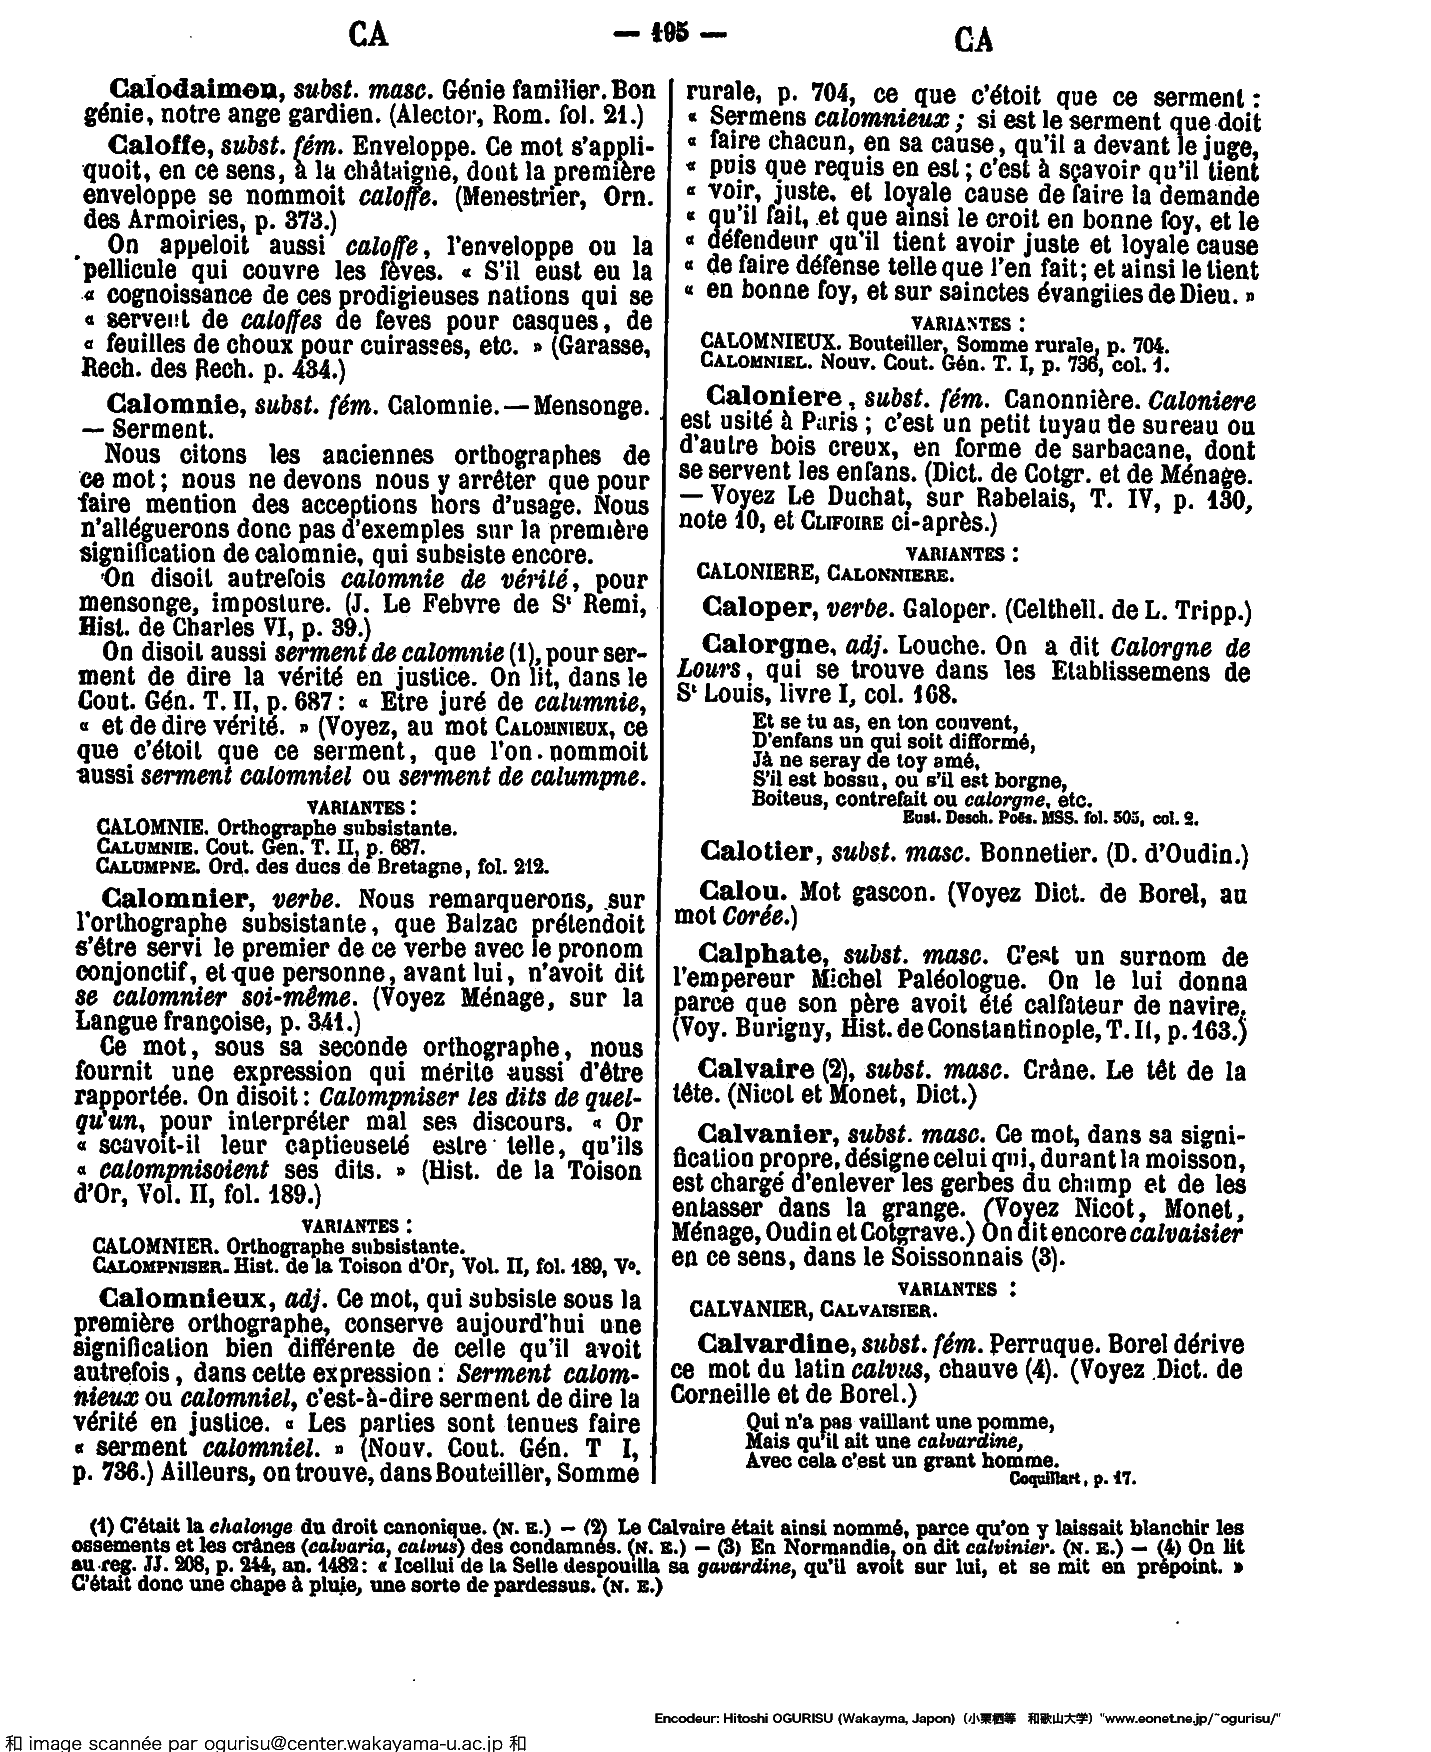 CA
— 495 —
CA
Calodaimon, subst. masc. Génie familier. Bon
génie, notre ange gardien. (Alector, Rom. fol. 21.)
Caloffe, subst. fém. Enveloppe. Ce mot s'appli-
quoit, en ce sens, à la châtaigne, dont la première
enveloppe se nommoit caloffe. (Menestrier, Orn.
des Armoiries, p. 373.)
On appeloit aussi caloffe, l'enveloppe ou la
pellicule qui couvre les fèves. « S'il eust eu la
« cognoissance de ces prodigieuses nations qui se
« servent de caloffes de feves pour casques, de
« feuilles de choux pour cuirasses, etc. » (Garasse,
Rech. des Rech. p. 434.)
Calomnie, subst. fém. Calomnie. — Mensonge.
— Serment.
Nous citons les anciennes orthographes de
ce mot ; nous ne devons nous y arrêter que pour
faire mention des acceptions hors d'usage. Nous
n'alléguerons donc pas d'exemples sur la première
signification de calomnie, qui subsiste encore.
On disoit autrefois calomnie de vérité, pour
mensonge, imposture. (J. Le Febvre de St Remi,
Hist. de Charles VI, p. 39.)
On disoit aussi serment de calomnie (1), pour ser-
ment de dire la vérité en justice. On lit, dans le
Cout. Gén. T. II, p. 687 : « Etre juré de calumnie,
« et de dire vérité. » (Voyez, au mot CALOMNIEUX, ce
que c'étoit que ce serment, que l'on nommoit
aussi serment calomniel ou serment de calumpne.
VARIANTES :
CALOMNIE. Orthographe subsistante.
CALUMNIE. Cout. Gén. T. II, p. 687.
CALUMPNE. Ord. des ducs de Bretagne, fol. 212.
Calomnier, verbe. Nous remarquerons, sur
l'orthographe subsistante, que Balzac prétendoit
s'être servi le premier de ce verbe avec le pronom
conjonctif, et que personne, avant lui, n'avoit dit
se calomnier soi-même. (Voyez Ménage, sur la
Langue françoise, p. 341.)
Ce mot, sous sa seconde orthographe, nous
fournit une expression qui mérite aussi d'être
rapportée. On disoit : Calompniser les dits de quel-
qu'un, pour interpréter mal ses discours. « Or
« scavoit-il leur captieuseté estre telle, qu'ils
« calompnisoient ses dits. » (Hist. de la Toison
d'Or, Vol. II, fol. 189.)
VARIANTES :
CALOMNIER. Orthographe subsistante.
CALOMPNISER. Hist. de la Toison d'Or, Vol. II, fol. 189, Vo.
Calomnieux, adj. Ce mot, qui subsiste sous la
première orthographe, conserve aujourd'hui une
signification bien différente de celle qu'il avoit
autrefois, dans cette expression : Serment calom-
nieux ou calomniel, c'est-à-dire serment de dire la
vérité en justice. « Les parties sont tenues faire
« serment calomniel. » (Nouv. Cout. Gén. T I,
p. 736.) Ailleurs, on trouve, dans Bouteiller, Somme
rurale, p. 704, ce que c'étoit que ce serment :
« Sermens calomnieux ; si est le serment que doit
« faire chacun, en sa cause, qu'il a devant le juge,
« puis que requis en est ; c'est à sçavoir qu'il tient
« voir, juste, et loyale cause de faire la demande
« qu'il fait, et que ainsi le croit en bonne foy, et le
« défendeur qu'il tient avoir juste et loyale cause
« de faire défense telle que l'en fait ; et ainsi le tient
« en bonne foy, et sur sainctes évangiles de Dieu. »
VARIANTES :
CALOMNIEUX. Bouteiller, Somme rurale, p. 704.
CALOMNIEL. Nouv. Cout. Gén. T. I, p. 736, col. 1.
Caloniere, subst. fém. Canonnière. Caloniere
est usité à Paris ; c'est un petit tuyau de sureau ou
d'autre bois creux, en forme de sarbacane, dont
se servent les enfans. (Dict. de Cotgr. et de Ménage.
— Voyez Le Duchat, sur Rabelais, T. IV, p. 130,
note 10, et CLIFOIRE ci-après.)
VARIANTES :
CALONIERE, CALONNIERE.
Caloper, verbe. Galoper. (Celthell. de L. Tripp.)
Calorgne, adj. Louche. On a dit Calorgne de
Lours, qui se trouve dans les Etablissemens de
St Louis, livre I, col. 168.
Et se tu as, en ton couvent,
D'enfans un qui soit difformé,
Jà ne seray de toy amé,
S'il est bossu, ou s'il est borgne,
Boiteus, contrefait ou calorgne, etc.
Eust. Desch. Poës. MSS. fol. 505, col. 2.
Calotier, subst. masc. Bonnetier. (D. d'Oudin.)
Calou. Mot gascon. (Voyez Dict. de Borel, au
mot Corée.)
Calphate, subst. masc. C'est un surnom de
l'empereur Michel Paléologue. On le lui donna
parce que son père avoit été calfateur de navire.
(Voy. Burigny, Hist. de Constantinople, T. II, p. 163.)
Calvaire (2), subst. masc. Crâne. Le têt de la
tête. (Nicot et Monet, Dict.)
Calvanier, subst. masc. Ce mot, dans sa signi-
fication propre, désigne celui qui, durant la moisson,
est chargé d'enlever les gerbes du champ et de les
entasser dans la grange. (Voyez Nicot, Monet,
Ménage, Oudin et Cotgrave.) On dit encore calvaisier
en ce sens, dans le Soissonnais (3).
VARIANTES :
CALVANIER, CALVAISIER.
Calvardine, subst. fém. Perruque. Borel dérive
ce mot du latin calvus, chauve (4). (Voyez Dict. de
Corneille et de Borel.)
Qui n'a pas vaillant une pomme,
Mais qu'il ait une calvardine,
Avec cela c'est un grant homme.
Coquillart, p. 17.
(1) C'était la chalonge du droit canonique. (N. E.) — (2) Le Calvaire était ainsi nommé, parce qu'on y laissait blanchir les
ossements et les crânes (calvaria, calvus) des condamnés. (N. E.) — (3) En Normandie, on dit calvinier. (N. E.) — (4) On lit
au reg. JJ. 208, p. 244, an. 1482 : « Icellui de la Selle despouilla sa gavardine, qu'il avoit sur lui, et se mit en prépoint. »
C'était donc une chape à pluie, une sorte de pardessus. (N. E.)
Encodeur: Hitoshi OGURISU (Wakayma, Japon) (小栗栖等 和歌山大学) "www.eonet.ne.jp/~ogurisu/"
和 image scannée par ogurisu@center.wakayama-u.ac.jp 和